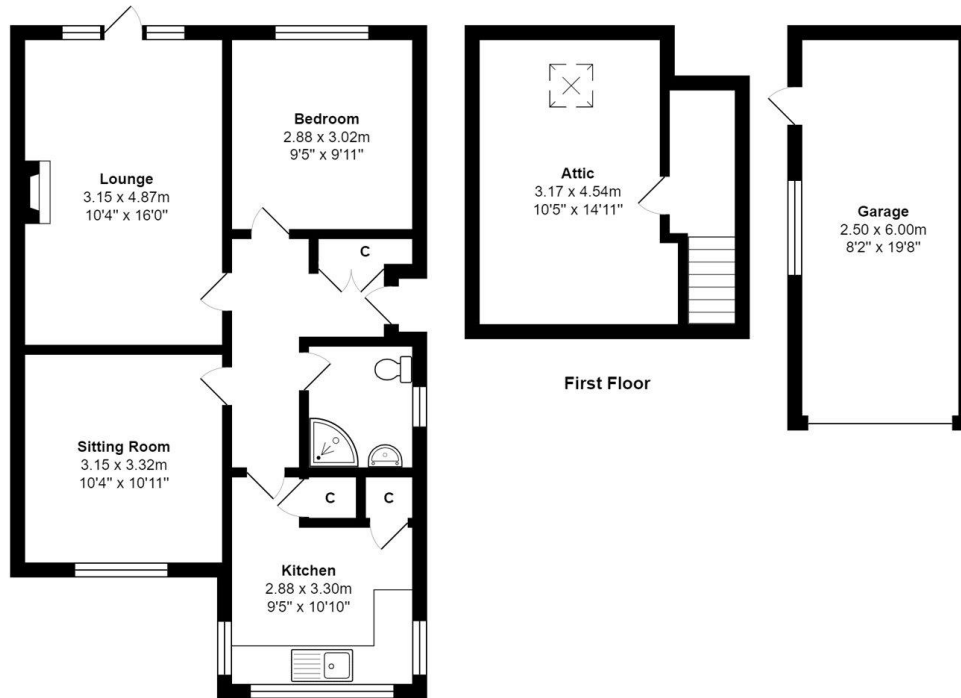 Lounge
3.15 x 4.87m
10'4" x 16'0"
Bedroom
2.88 x 3.02m
9'5" x 9'11"
C
Sitting Room
3.15 x 3.32m
10'4" x 10'11"
C
C
Kitchen
2.88 x 3.30m
9'5" x 10'10"
Attic
3.17 x 4.54m
10'5" x 14'11"
First Floor
Garage
2.50 x 6.00m
8'2" x 19'8"